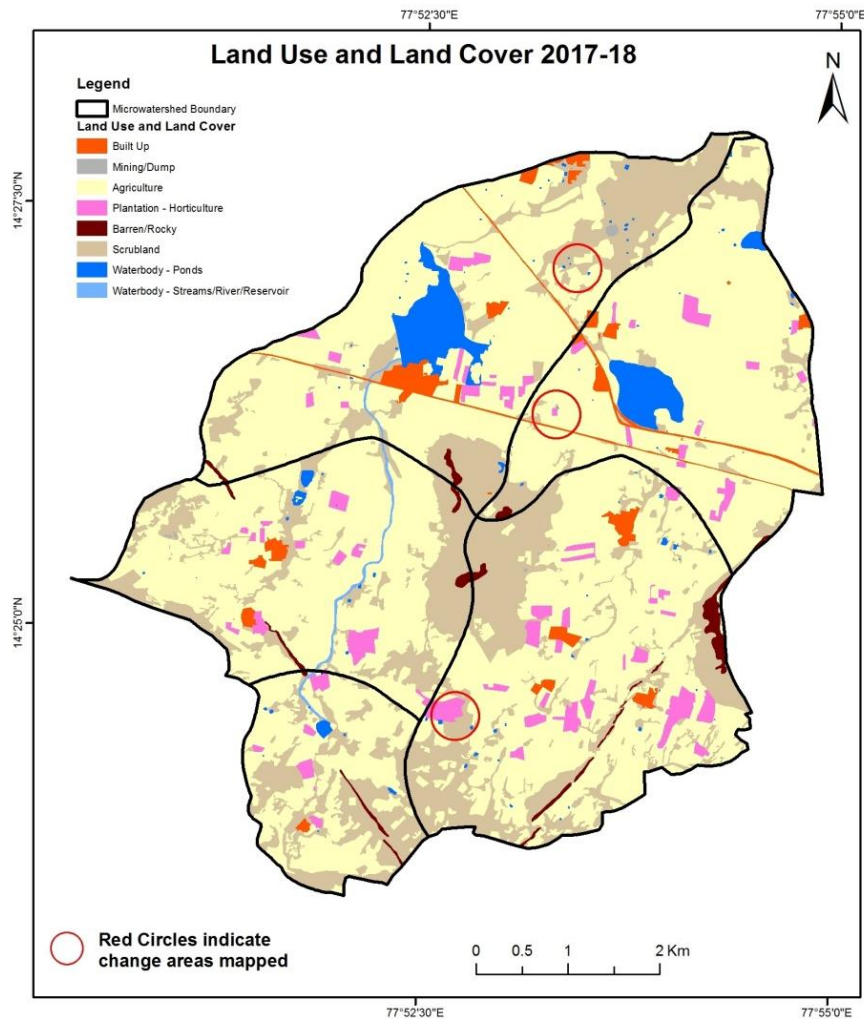 77°52'30"E
77°55'0"E
Land Use and Land Cover 2017-18
N
Legend
Microwatershed Boundary
Land Use and Land Cover
Built Up
Mining/Dump
Agriculture
Plantation - Horticulture
Barren/Rocky
Scrubland
Waterbody - Ponds
Waterbody - Streams/River/Reservoir
14°27'30"N
14°25'0"N
Red Circles indicate
change areas mapped
0 0.5 1 2 Km
77°52'30"E
77°55'0"E